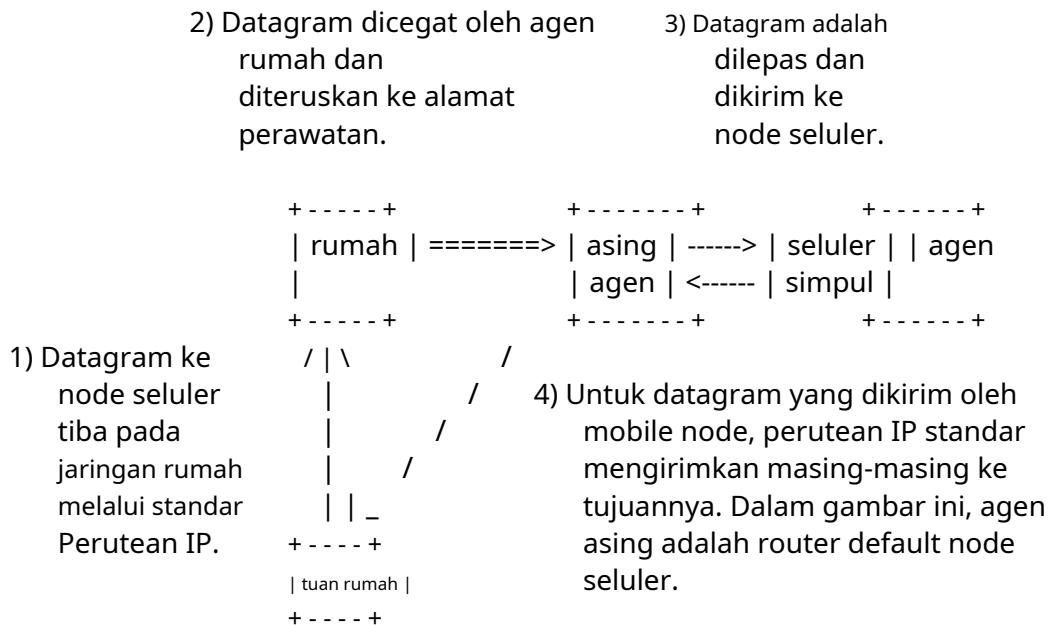 2) Datagram dicegat oleh agen rumah dan diteruskan ke alamat perawatan.
3) Datagram adalah dilepas dan dikirim ke node seluler.
+ - - - - - +          + - - - - - - - +          + - - - - - - +
| rumah | =======> | asing | ------> | seluler | | agen
|          | agen | <------ | simpul |
+ - - - - - +          + - - - - - - - +          + - - - - - - +
1) Datagram ke node seluler tiba pada jaringan rumah melalui standar Perutean IP.
/ | \          /
|          /
|          /
|          /
| | _
+ - - - - +
| tuan rumah |
+ - - - - +
4) Untuk datagram yang dikirim oleh mobile node, perutean IP standar mengirimkan masing-masing ke tujuannya. Dalam gambar ini, agen asing adalah router default node seluler.